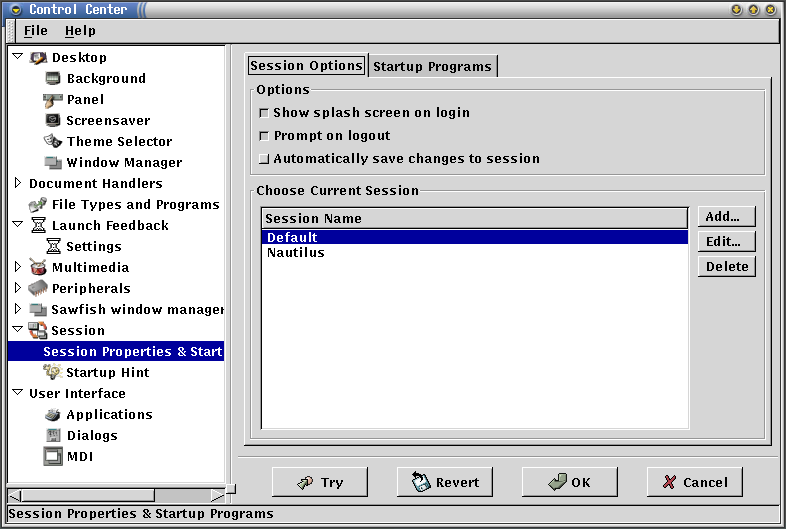 Control Center
File Help
Desktop
Background
Panel
Screensaver
Theme Selector
Window Manager
Document Handlers
File Types and Programs
Launch Feedback
Settings
Multimedia
Peripherals
Sawfish window manager
Session
Session Properties & Start
Startup Hint
User Interface
Applications
Dialogs
MDI
Session Options Startup Programs
Options
Show splash screen on login
Prompt on logout
Automatically save changes to session
Choose Current Session
Session Name
Default
Nautilus
Add...
Edit...
Delete
Try Revert OK Cancel
Session Properties & Startup Programs